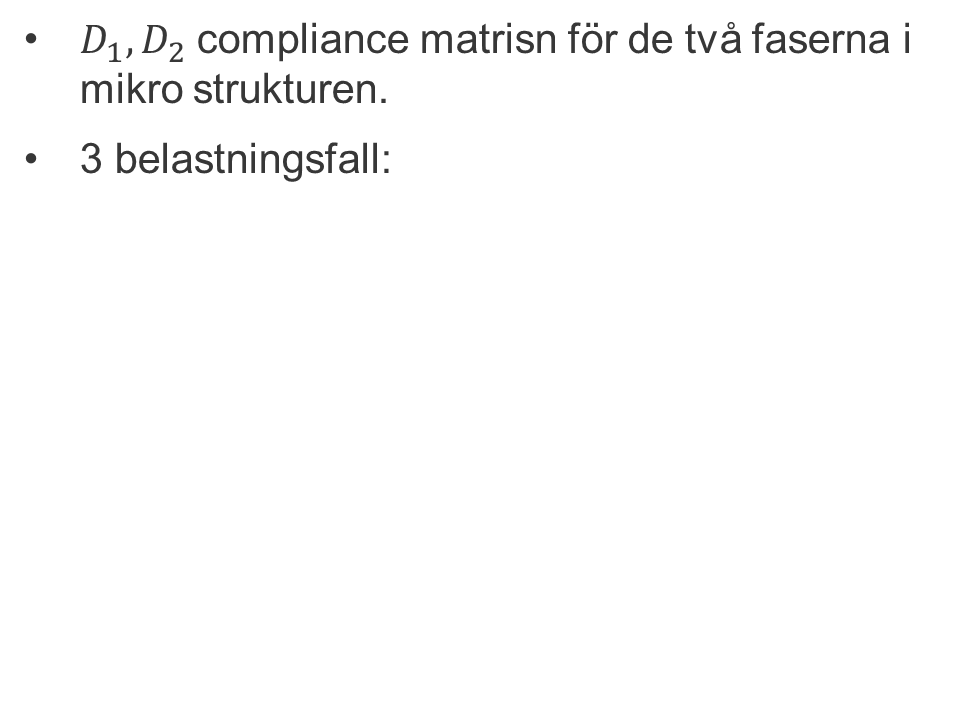 • 𝐷₁, 𝐷₂ compliance matrisn för de två faserna i
mikro strukturen.
• 3 belastningsfall: